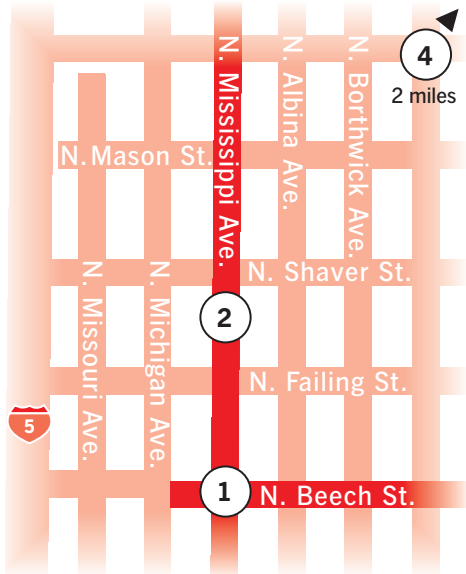 4
2 miles
N. Mississippi Ave.
N. Albina Ave.
N. Borthwick Ave.
N. Mason St.
N. Shaver St.
N. Missouri Ave.
N. Michigan Ave.
2
N. Failing St.
5
1
N. Beech St.